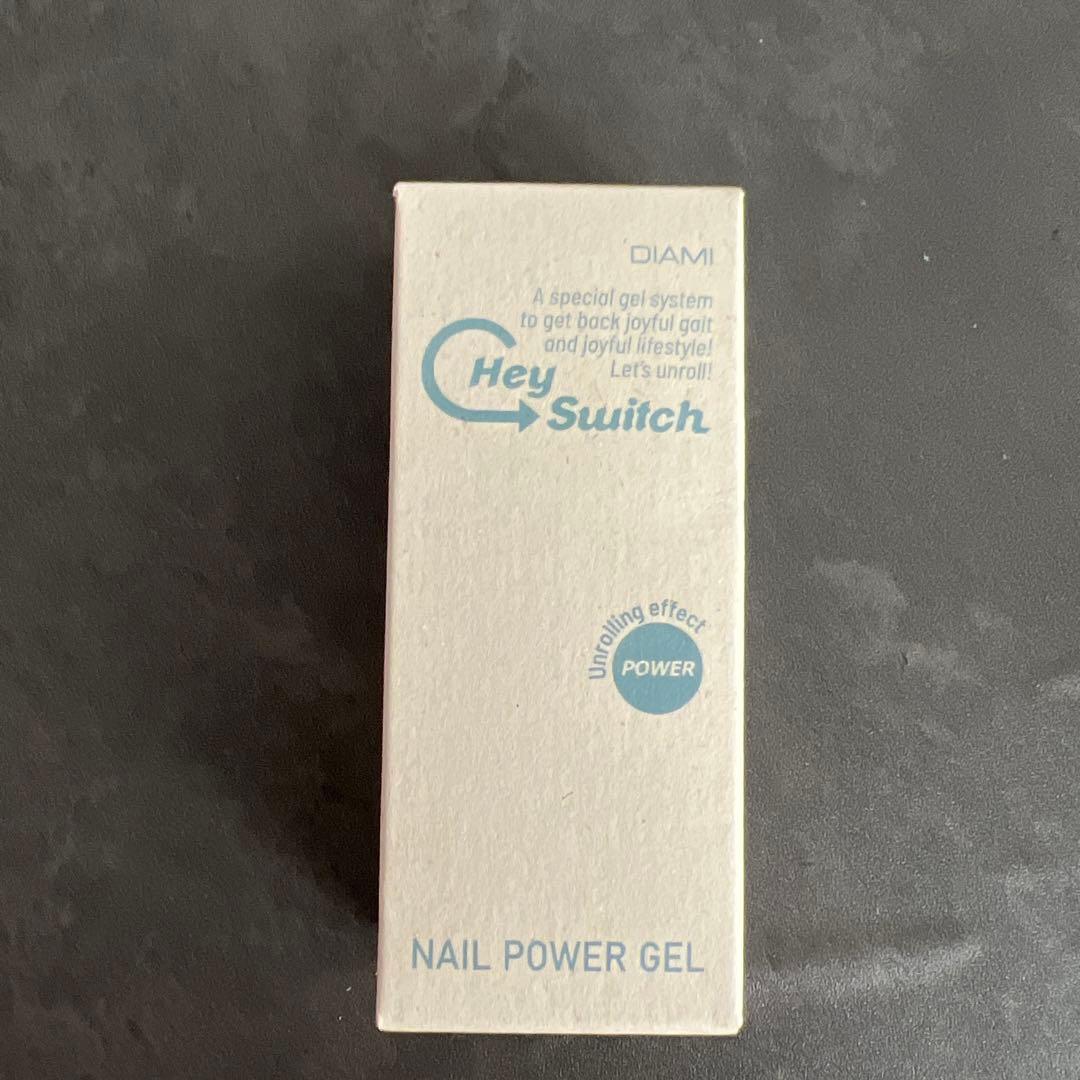 DIAMI
A special gel system
to get back joyful gait
and joyful lifestyle!
Let's unroll!
Hey
Switch
Unrolling effect
POWER
NAIL POWER GEL